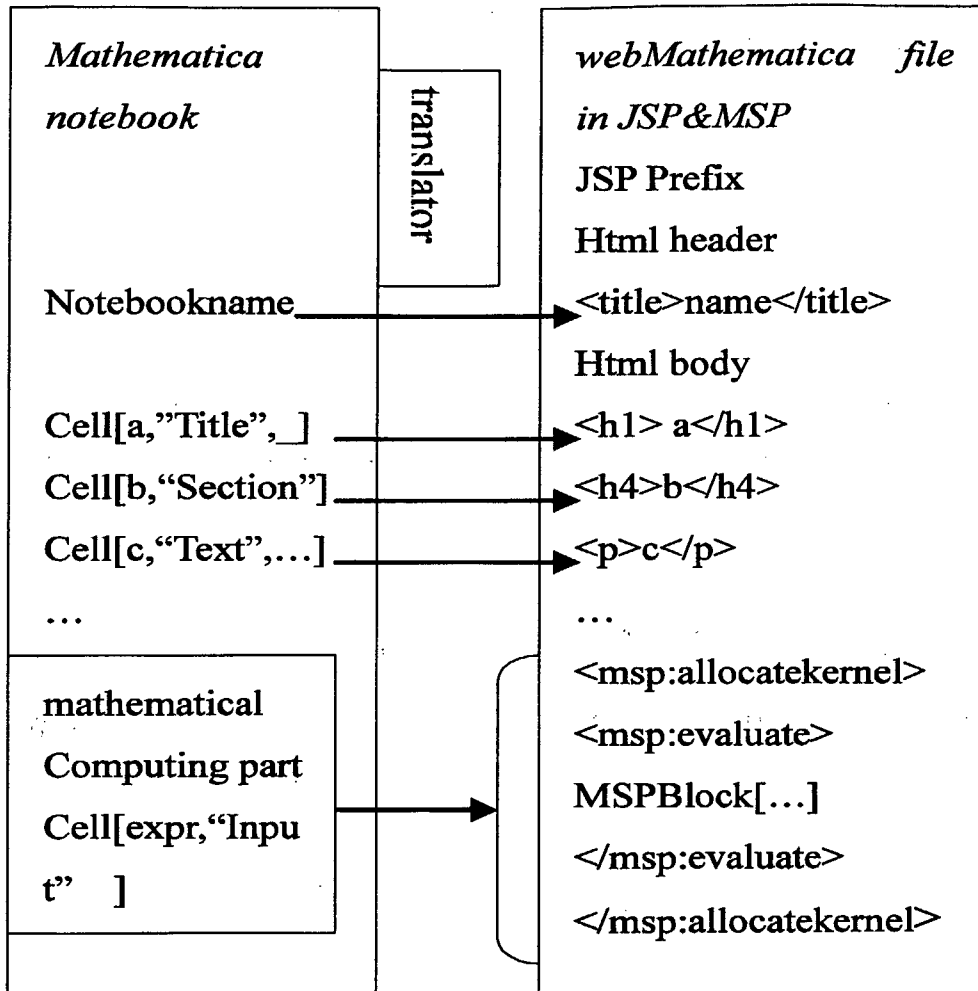 Mathematica
notebook
Notebookname
Cell[a,”Title”,_]
Cell[b,“Section”]
Cell[c,“Text”,…]
…
mathematical
Computing part
Cell[expr,“Inpu
t” ]
translator
webMathematica file
in JSP&MSP
JSP Prefix
Html header
<title>name</title>
Html body
<h1> a</h1>
<h4>b</h4>
<p>c</p>
…
<msp:allocatekernel>
<msp:evaluate>
MSPBlock[…]
</msp:evaluate>
</msp:allocatekernel>